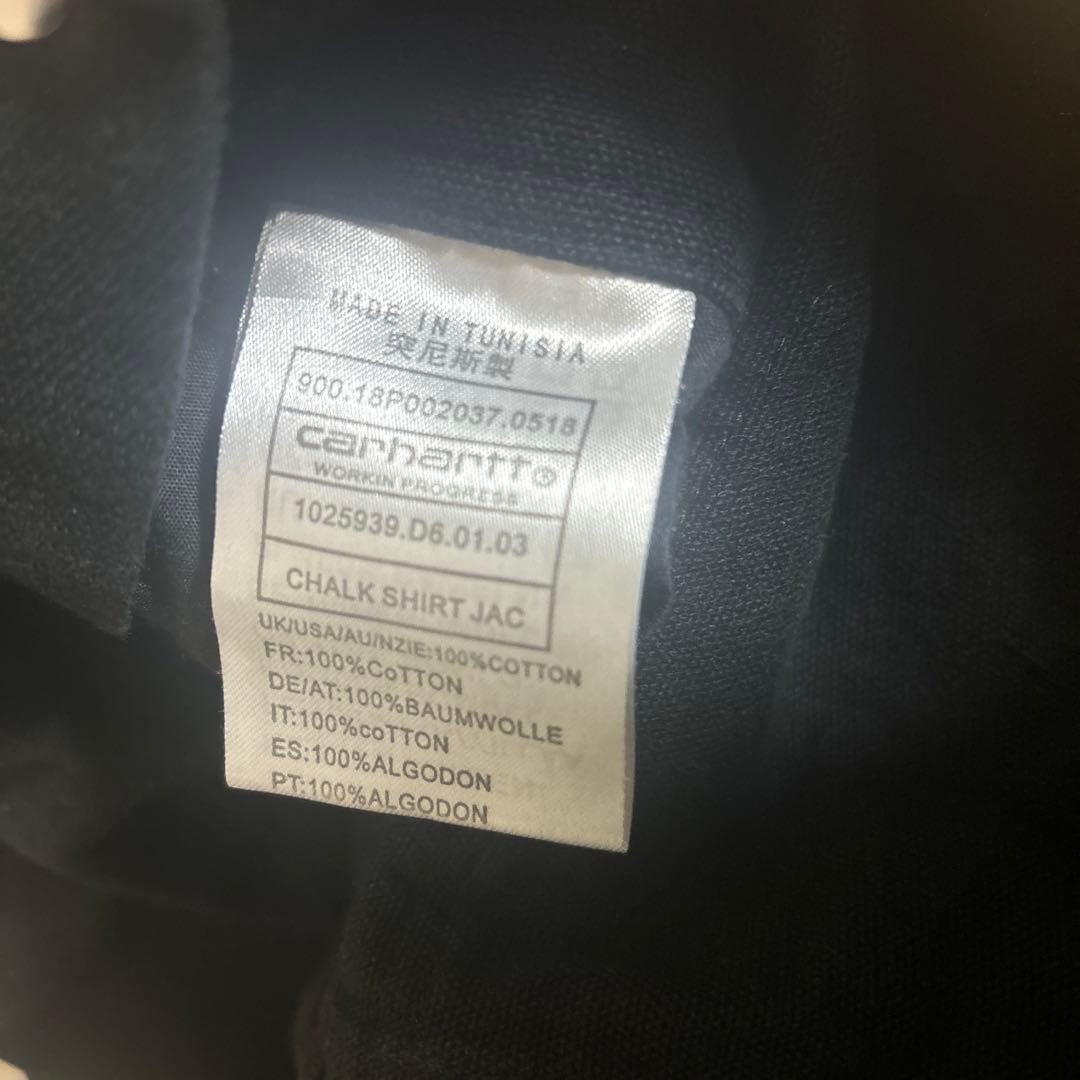 MADE IN TUNISIA
突尼斯製
900.18P002037.0518
carhartt®
WORK IN PROGRESS
1025939.D6.01.03
CHALK SHIRT JAC
UK/USA/AU/NZIE:100%COTTON
FR:100%CoTTON
DE/AT:100%BAUMWOLLE
IT:100%coTTON
ES:100%ALGODON
PT:100%ALGODON